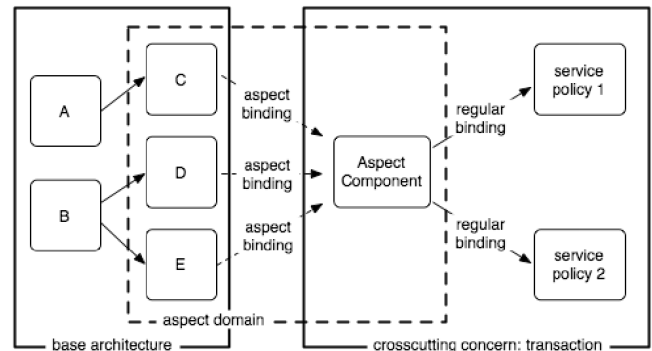 A
B
C
D
E
aspect
binding
aspect
binding
aspect
binding
Aspect
Component
regular
binding
regular
binding
service
policy 1
service
policy 2
aspect domain
base architecture
crosscutting concern: transaction